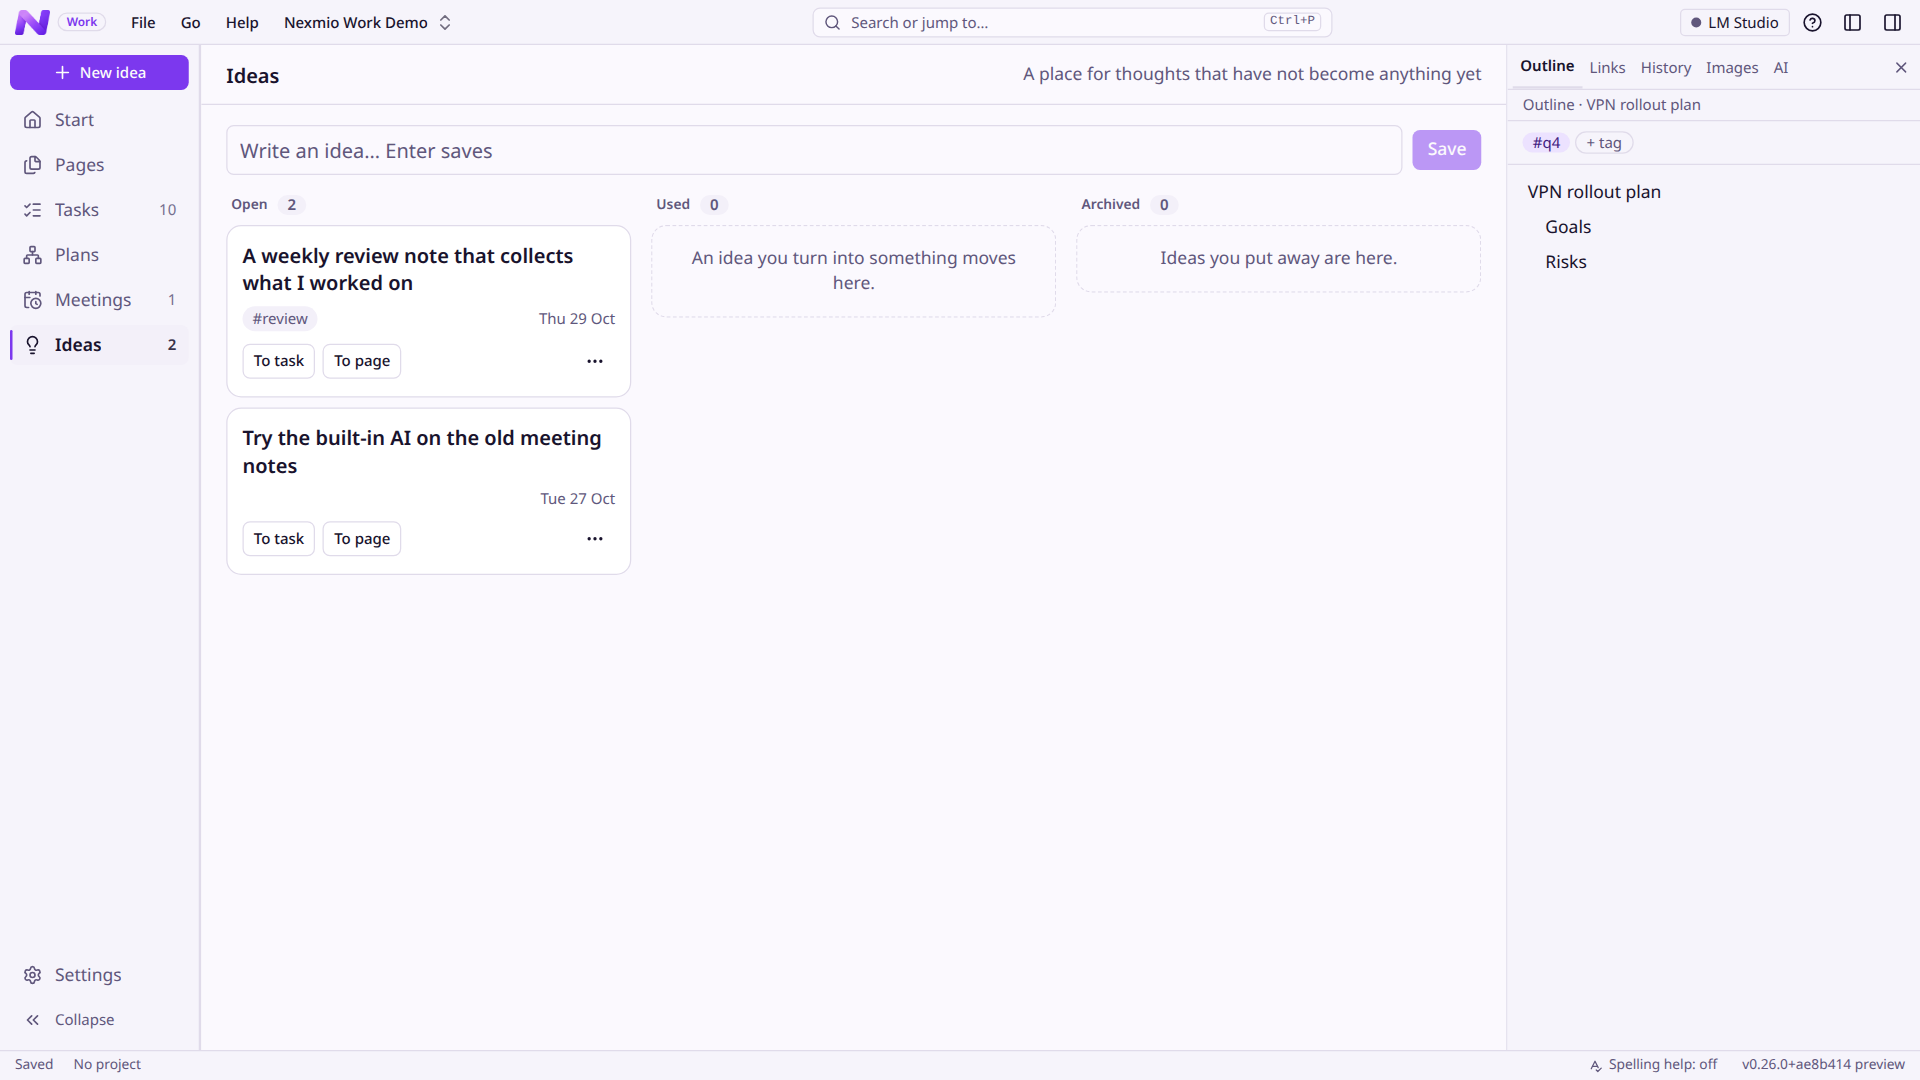 Work File Go Help Nexmio Work Demo Search or jump to... Ctrl+P LM Studio
New idea
Start
Pages
Tasks 10
Plans
Meetings 1
Ideas 2
Settings
Collapse
Ideas A place for thoughts that have not become anything yet
Write an idea... Enter saves Save
Open 2
A weekly review note that collects
what I worked on
#review Thu 29 Oct
To task To page
Try the built-in AI on the old meeting
notes
Tue 27 Oct
To task To page
Used 0
An idea you turn into something moves
here.
Archived 0
Ideas you put away are here.
Outline Links History Images AI
Outline · VPN rollout plan
#q4 + tag
VPN rollout plan
Goals
Risks
Saved No project Spelling help: off v0.26.0+ae8b414 preview